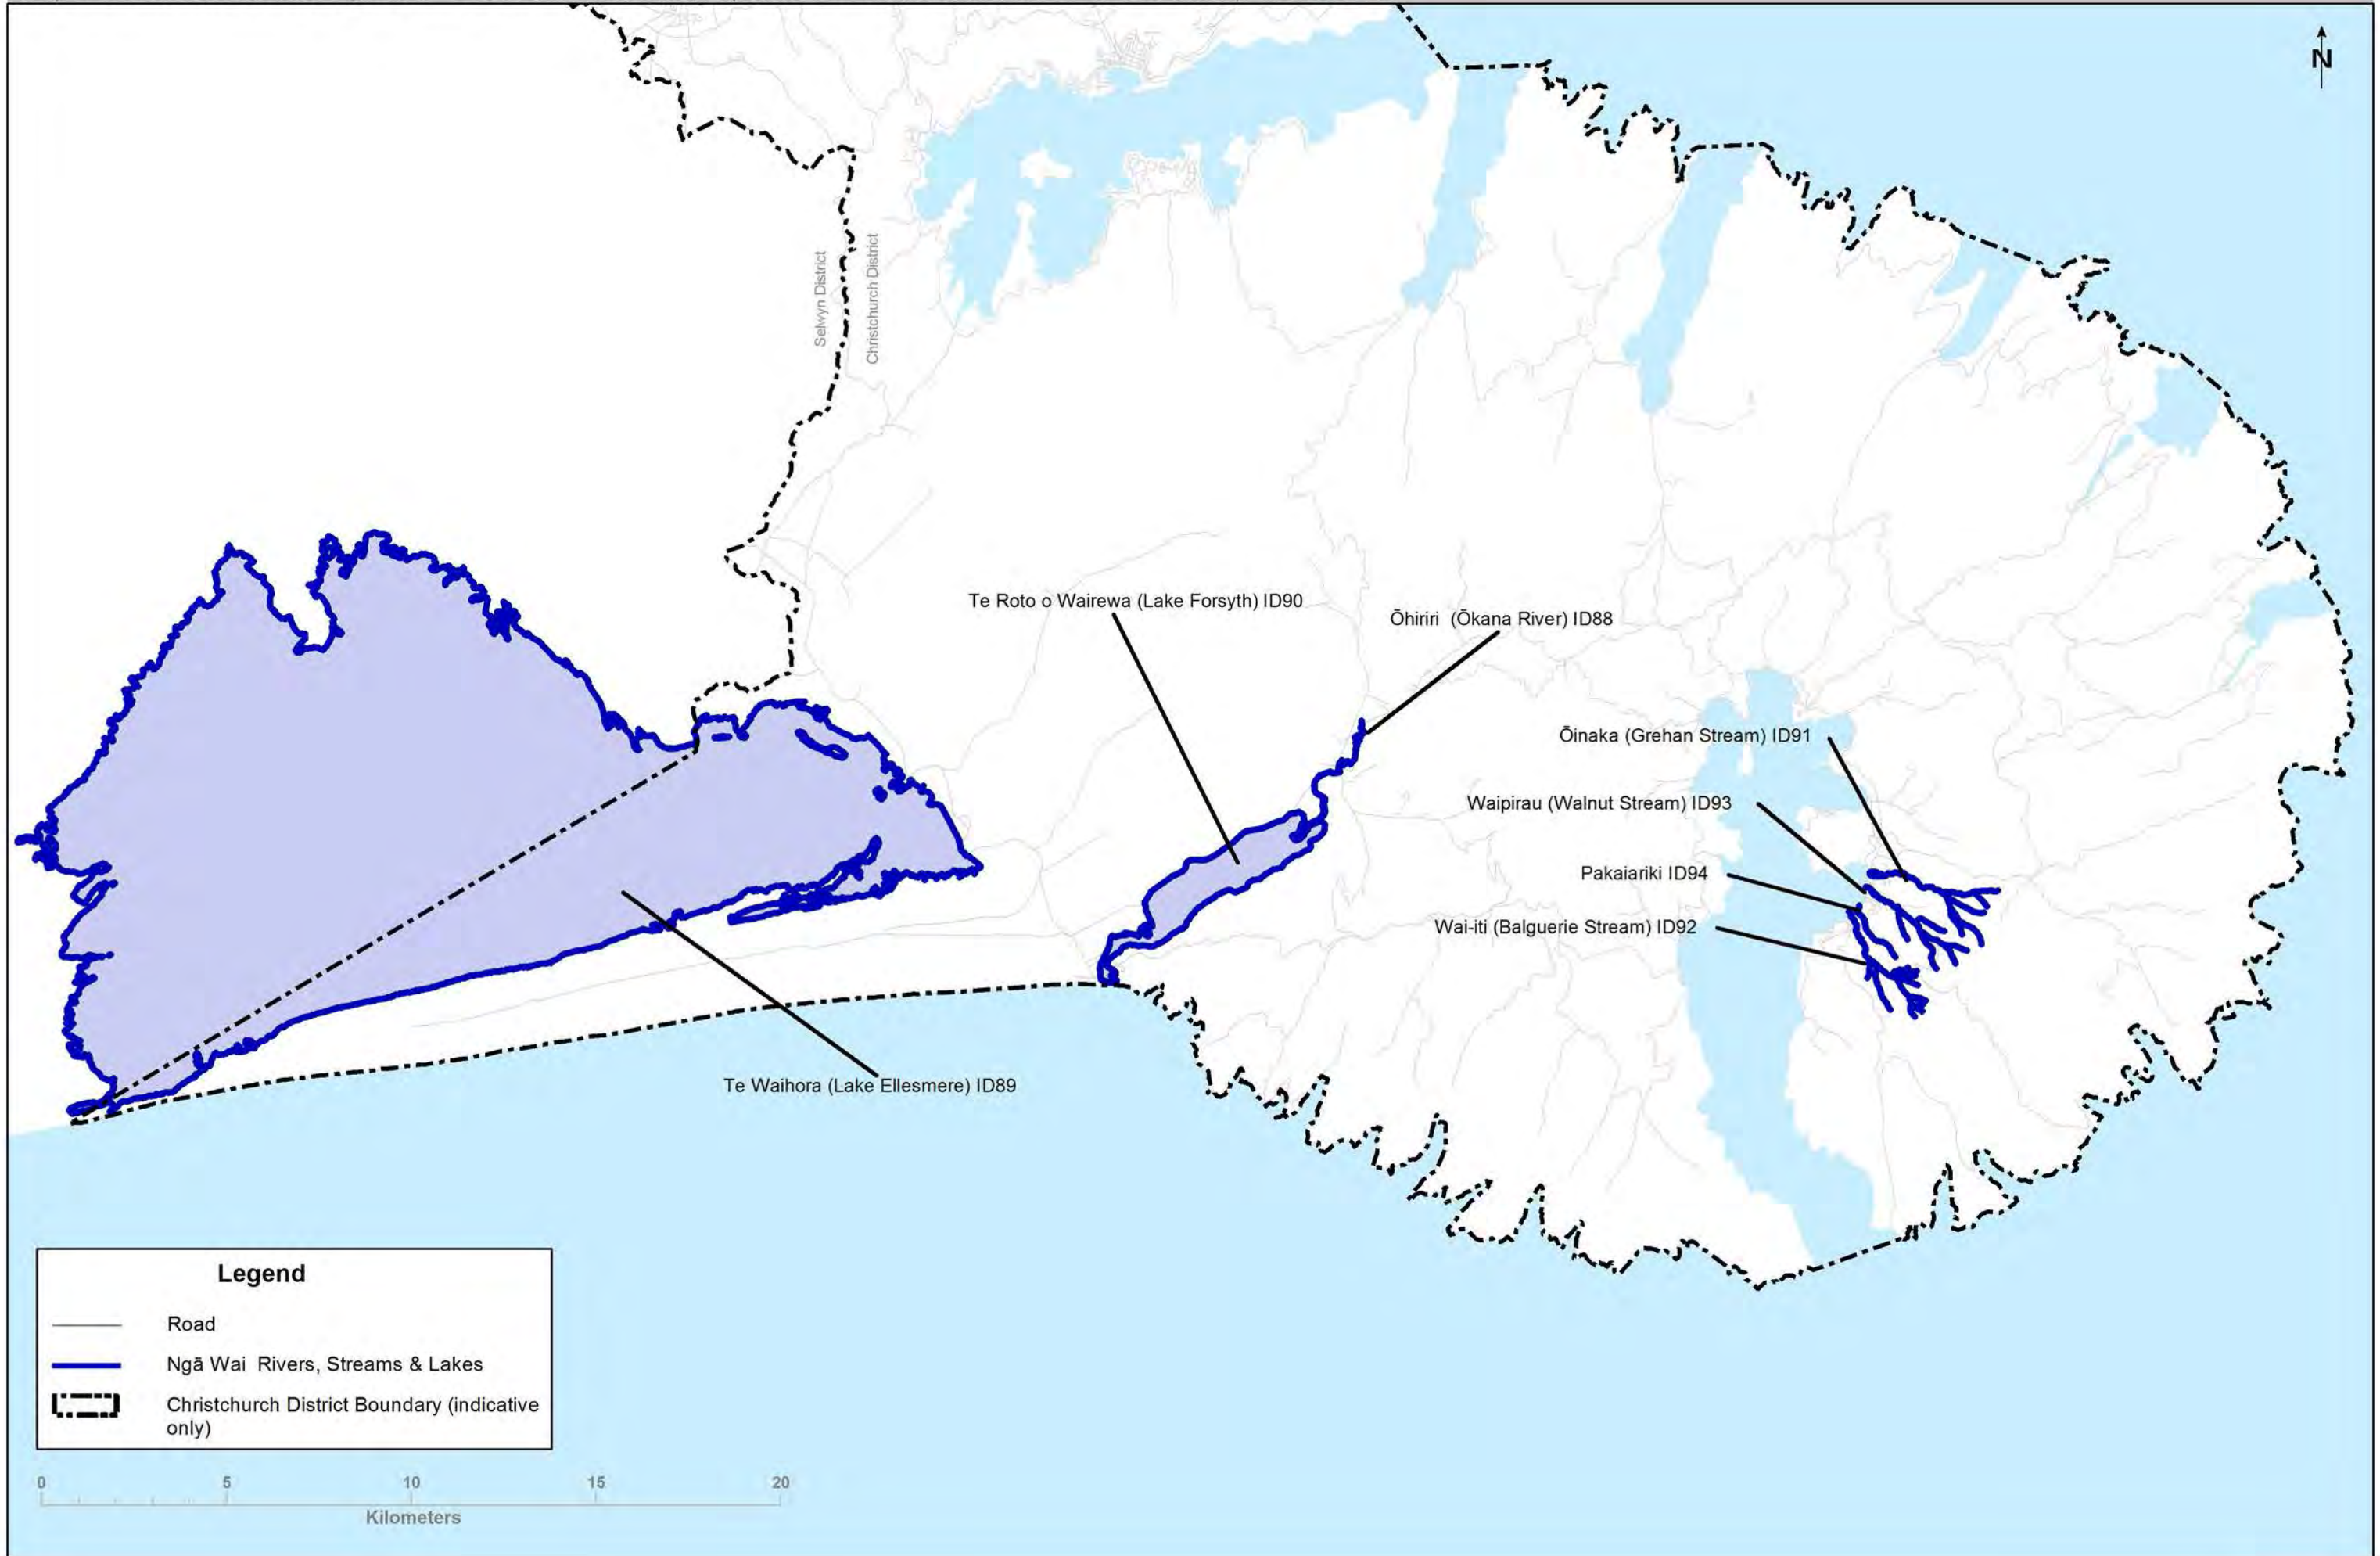 N
Selwyn District
Christchurch District
Te Roto o Wairewa (Lake Forsyth) ID90
Ōhiriri (Ōkana River) ID88
Ōinaka (Grehan Stream) ID91
Waipirau (Walnut Stream) ID93
Pakaiariki ID94
Wai-iti (Balguerie Stream) ID92
Te Waihora (Lake Ellesmere) ID89
Legend
Road
Ngā Wai Rivers, Streams & Lakes
Christchurch District Boundary (indicative
only)
0 5 10 15 20
Kilometers